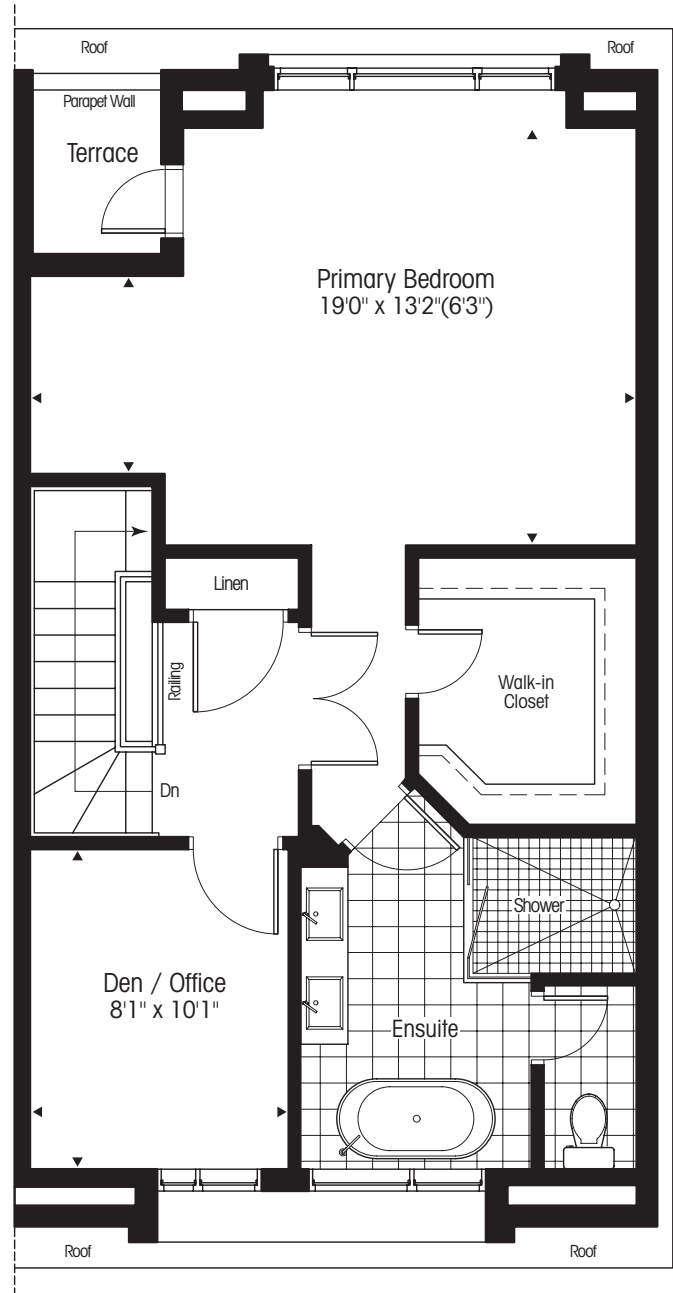 Roof
Roof
Parapet Wall
Terrace
Primary Bedroom
19'0" x 13'2"(6'3")
Linen
Railing
Walk-in
Closet
Dn
Shower
Den / Office
8'1" x 10'1"
Ensuite
Roof
Roof